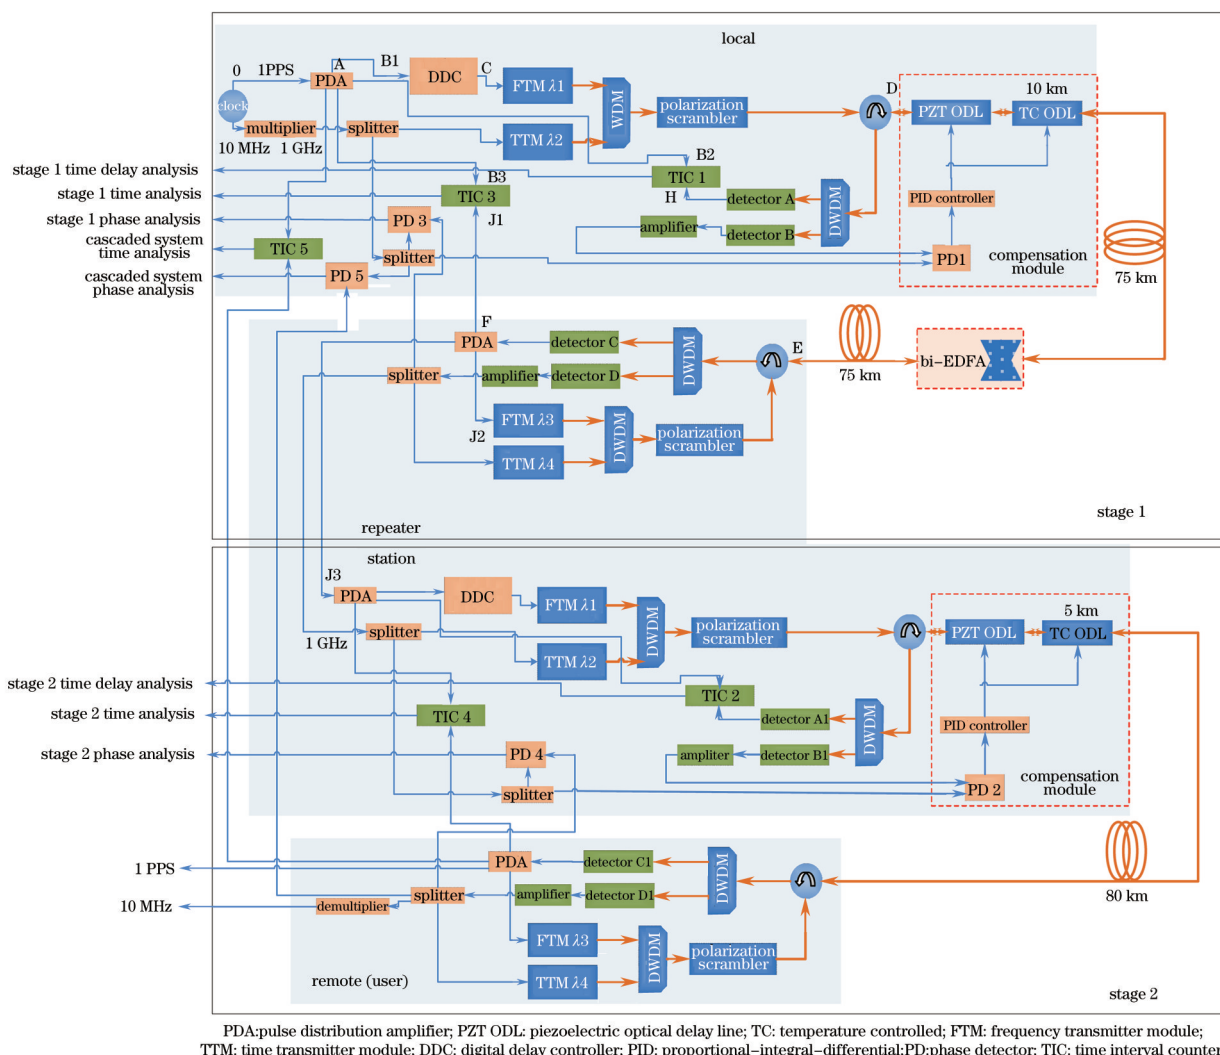 local
0
1PPS
A
B1
C
D
10 km
clock
PDA
DDC
FTM λ1
WDM
polarization
scrambler
PZT ODL
TC ODL
multiplier
splitter
TTM λ2
10 MHz
1 GHz
B2
stage 1 time delay analysis
B3
TIC 1
H
stage 1 time analysis
TIC 3
detector A
DWDM
PID controller
J1
stage 1 phase analysis
PD 3
amplifier
detector B
cascaded system
time analysis
TIC 5
splitter
PD1
compensation
module
75 km
cascaded system
phase analysis
PD 5
F
PDA
detector C
DWDM
E
bi-EDFA
75 km
splitter
amplifier
detector D
FTM λ3
J2
DWDM
polarization
scrambler
TTM λ4
stage 1
repeater
station
J3
PDA
DDC
FTM λ1
DWDM
polarization
scrambler
5 km
PZT ODL
TC ODL
1 GHz
splitter
TTM λ2
stage 2 time delay analysis
TIC 2
stage 2 time analysis
TIC 4
detector A1
DWDM
PID controller
stage 2 phase analysis
PD 4
ampliter
detector B1
splitter
PD 2
compensation
module
1 PPS
PDA
detector C1
DWDM
80 km
10 MHz
demultiplier
splitter
amplifier
detector D1
FTM λ3
DWDM
polarization
scrambler
remote (user)
TTM λ4
stage 2
PDA:pulse distribution amplifier; PZT ODL: piezoelectric optical delay line; TC: temperature controlled; FTM: frequency transmitter module;
TTM: time transmitter module; DDC: digital delay controller; PID: proportional-integral-differential;PD:phase detector; TIC: time interval counter